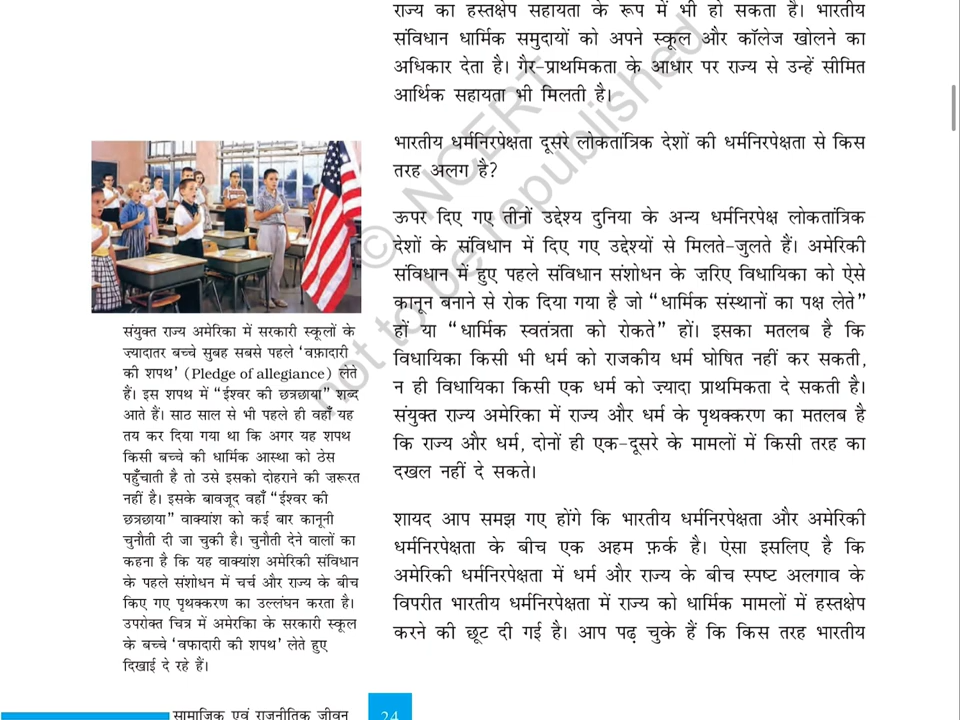 राज्य का हस्तक्षेप सहायता के रूप में भी हो सकता है। भारतीय
संविधान धार्मिक समुदायों को अपने स्कूल और कॉलेज खोलने का
अधिकार देता है। गैर-प्राथमिकता के आधार पर राज्य से उन्हें सीमित
आर्थिक सहायता भी मिलती है।
भारतीय धर्मनिरपेक्षता दूसरे लोकतांत्रिक देशों की धर्मनिरपेक्षता से किस
तरह अलग है?
ऊपर दिए गए तीनों उद्देश्य दुनिया के अन्य धर्मनिरपेक्ष लोकतांत्रिक
देशों के संविधान में दिए गए उद्देश्यों से मिलते-जुलते हैं। अमेरिकी
संविधान में हुए पहले संविधान संशोधन के ज़रिए विधायिका को ऐसे
कानून बनाने से रोक दिया गया है जो “धार्मिक संस्थानों का पक्ष लेते”
हों या “धार्मिक स्वतंत्रता को रोकते” हों। इसका मतलब है कि
विधायिका किसी भी धर्म को राजकीय धर्म घोषित नहीं कर सकती,
न ही विधायिका किसी एक धर्म को ज़्यादा प्राथमिकता दे सकती है।
संयुक्त राज्य अमेरिका में राज्य और धर्म के पृथक्करण का मतलब है
कि राज्य और धर्म, दोनों ही एक-दूसरे के मामलों में किसी तरह का
दखल नहीं दे सकते।
शायद आप समझ गए होंगे कि भारतीय धर्मनिरपेक्षता और अमेरिकी
धर्मनिरपेक्षता के बीच एक अहम फ़र्क है। ऐसा इसलिए है कि
अमेरिकी धर्मनिरपेक्षता में धर्म और राज्य के बीच स्पष्ट अलगाव के
विपरीत भारतीय धर्मनिरपेक्षता में राज्य को धार्मिक मामलों में हस्तक्षेप
करने की छूट दी गई है। आप पढ़ चुके हैं कि किस तरह भारतीय
संयुक्त राज्य अमेरिका में सरकारी स्कूलों के
ज़्यादातर बच्चे सुबह सबसे पहले ‘वफ़ादारी
की शपथ’ (Pledge of allegiance) लेते
हैं। इस शपथ में “ईश्वर की छत्रछाया” शब्द
आते हैं। साठ साल से भी पहले ही वहाँ यह
तय कर दिया गया था कि अगर यह शपथ
किसी बच्चे की धार्मिक आस्था को ठेस
पहुँचाती है तो उसे इसको दोहराने की ज़रूरत
नहीं है। इसके बावजूद वहाँ “ईश्वर की
छत्रछाया” वाक्यांश को कई बार कानूनी
चुनौती दी जा चुकी है। चुनौती देने वालों का
कहना है कि यह वाक्यांश अमेरिकी संविधान
के पहले संशोधन में चर्च और राज्य के बीच
किए गए पृथक्करण का उल्लंघन करता है।
उपरोक्त चित्र में अमेरिका के सरकारी स्कूल
के बच्चे ‘वफादारी की शपथ’ लेते हुए
दिखाई दे रहे हैं।
© NCERT
not to be republished
सामाजिक एवं राजनीतिक जीवन
24